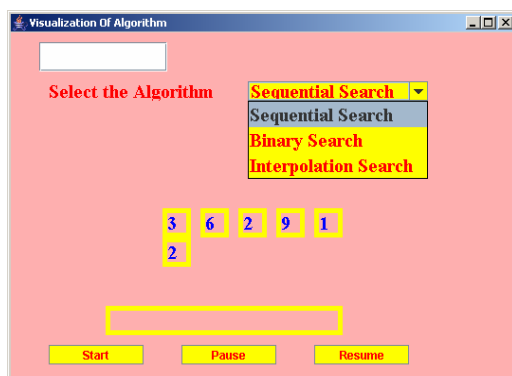 Visualization Of Algorithm
Select the Algorithm Sequential Search
Sequential Search
Binary Search
Interpolation Search
3 6 2 9 1
2
Start Pause Resume